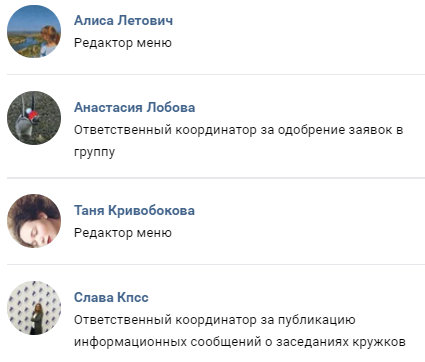 Алиса Летович
Редактор меню
Анастасия Лобова
Ответственный координатор за одобрение заявок в
группу
Таня Кривобокова
Редактор меню
Слава Кпсс
Ответственный координатор за публикацию
информационных сообщений о заседаниях кружков